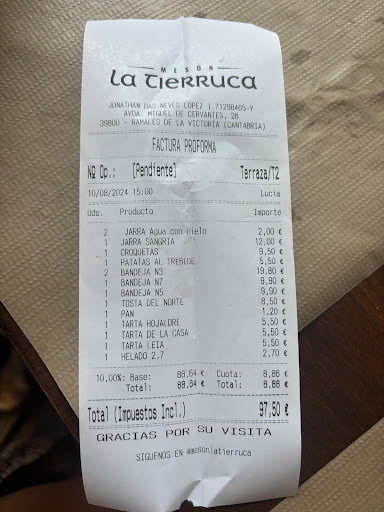 MESON
LA TIERRUCA
JONATHAN DAS NEVES LOPEZ | 71298465-Y
AVDA. MIGUEL DE CERVANTES, 26
39800 - RAMALES DE LA VICTORIA (CANTABRIA)
FACTURA PROFORMA
Nº Op.: [Pendiente] Terraza/T2
10/08/2024 15:00 Lucia
Uds. Producto Importe
2 JARRA Agua con Hielo 2,00 €
1 JARRA SANGRIA 12,00 €
1 CROQUETAS 9,50 €
1 PATATAS AL TREBEDE 5,50 €
2 BANDEJA N3 19,80 €
1 BANDEJA N7 9,90 €
1 BANDEJA N5 9,90 €
1 TOSTA DEL NORTE 8,50 €
1 PAN 1,20 €
1 TARTA HOJALDRE 5,50 €
1 TARTA DE LA CASA 5,50 €
1 TARTA LEIA 5,50 €
1 HELADO 2,7 2,70 €
10,00%: Base: 88,64 € Cuota: 8,86 €
Total: 88,64 € Total: 8,86 €
Total (Impuestos Incl.) 97,50 €
GRACIAS POR SU VISITA
SIGUENOS EN #mesonlatierruca